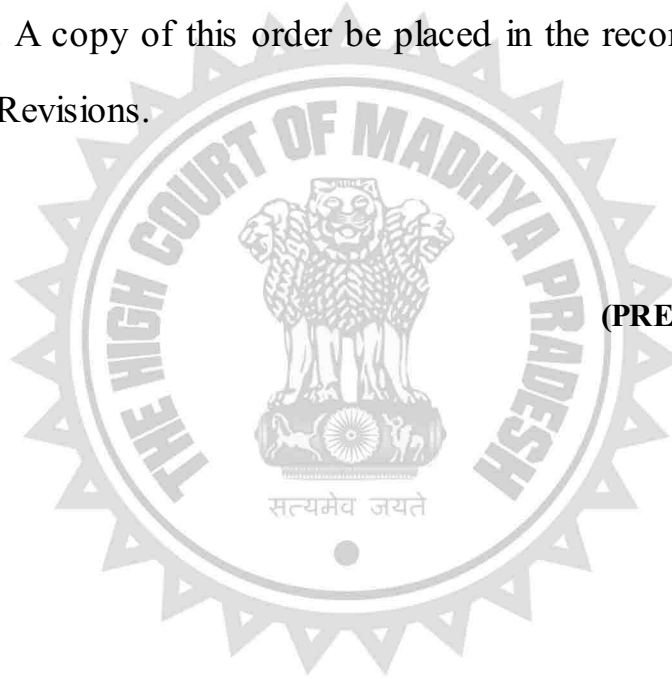 . A copy of this order be placed in the recor
Revisions.
THE HIGH COURT OF MADHYA PRADESH
(PRE
सत्यमेव जयते